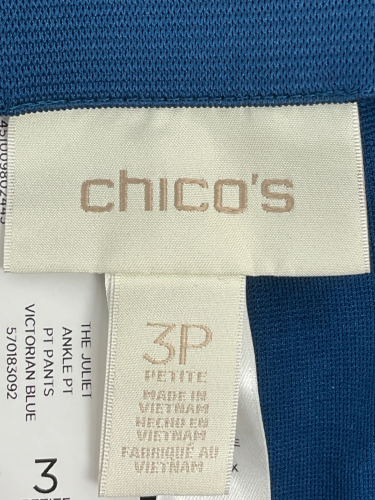 chico's
3P
PETITE
MADE IN
VIETNAM
HECHO EN
VIETNAM
FABRIQUÉ AU
VIETNAM
THE JULIET
ANKLE PT
PT PANTS
VICTORIAN BLUE
570183092
3